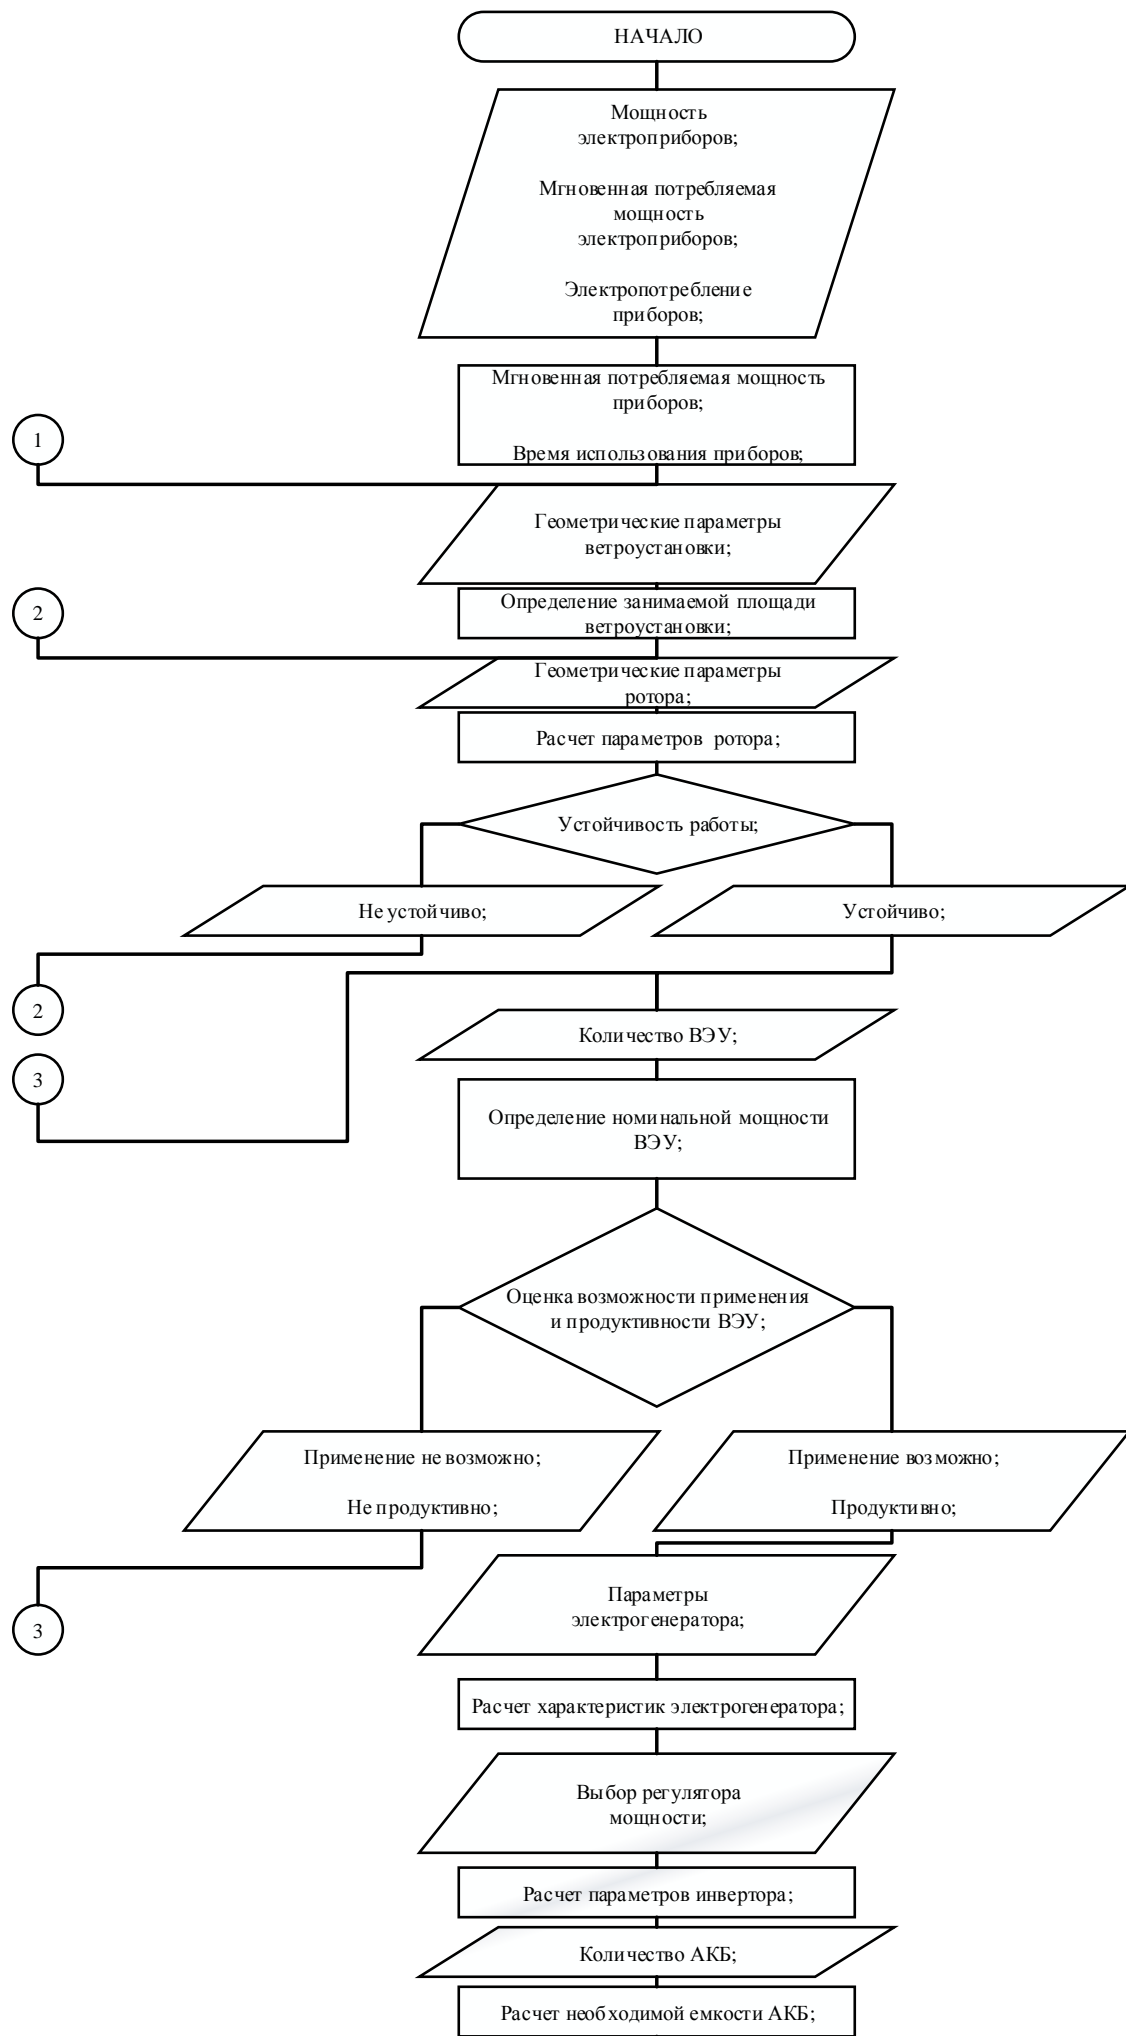 НАЧАЛО
Мощность
электроприборов;
Мгновенная потребляемая
мощность
электроприборов;
Электропотребление
приборов;
Мгновенная потребляемая мощность
приборов;
Время использования приборов;
1
Геометрические параметры
ветроустановки;
Определение занимаемой площади
ветроустановки;
2
Геометрические параметры
ротора;
Расчет параметров ротора;
Устойчивость работы;
Не устойчиво;
Устойчиво;
2
Количество ВЭУ;
3
Определение номинальной мощности
ВЭУ;
Оценка возможности применения
и продуктивности ВЭУ;
Применение не возможно;
Не продуктивно;
Применение возможно;
Продуктивно;
3
Параметры
электрогенератора;
Расчет характеристик электрогенератора;
Выбор регулятора
мощности;
Расчет параметров инвертора;
Количество АКБ;
Расчет необходимой емкости АКБ;